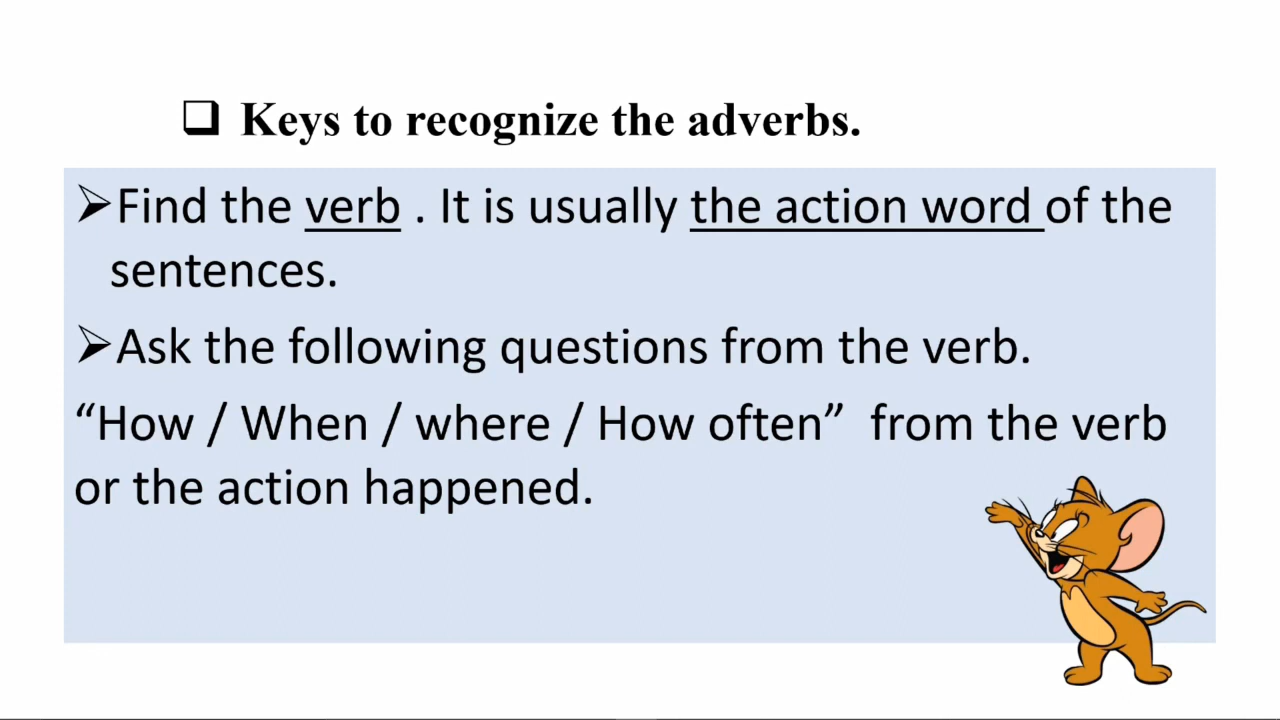 Keys to recognize the adverbs.
Find the verb . It is usually the action word of the
sentences.
Ask the following questions from the verb.
“How / When / where / How often” from the verb
or the action happened.